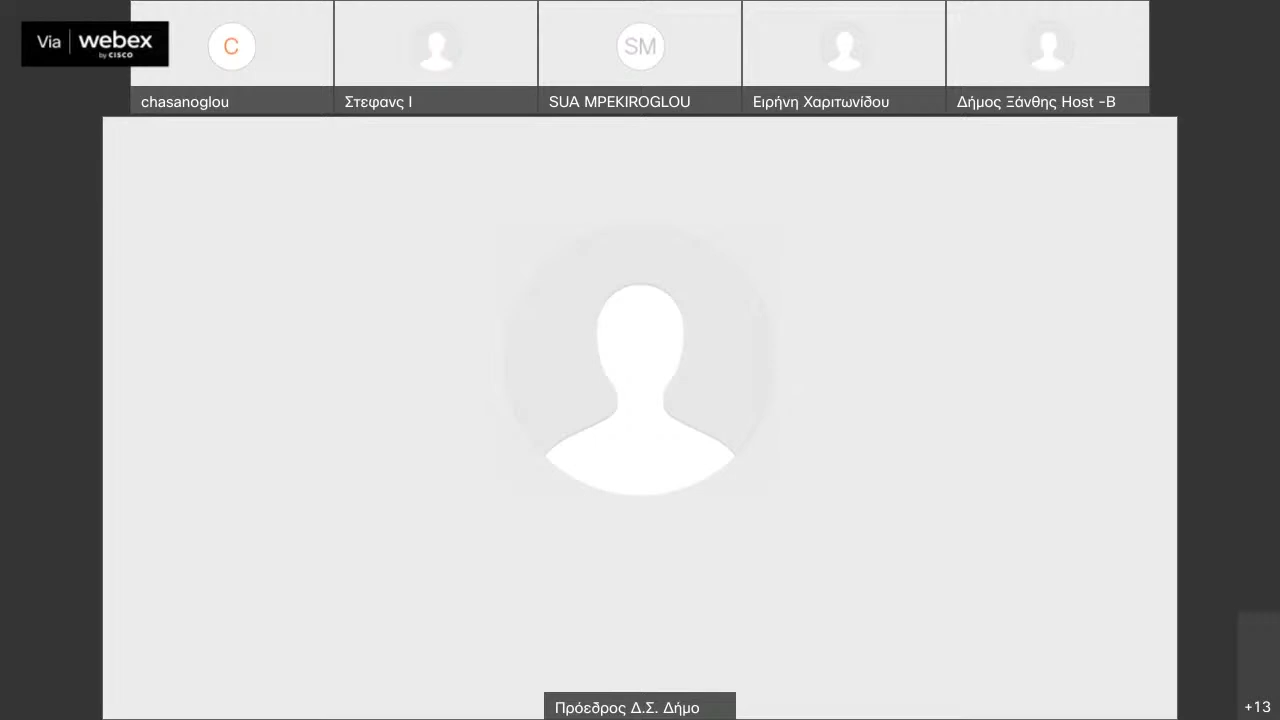 Via webex
by CISCO
C
SM
chasanoglou
Στεφανς Ι
SUA MPEKIROGLOU
Ειρήνη Χαριτωνίδου
Δήμος Ξάνθης Host -B
Πρόεδρος Δ.Σ. Δήμο
+13